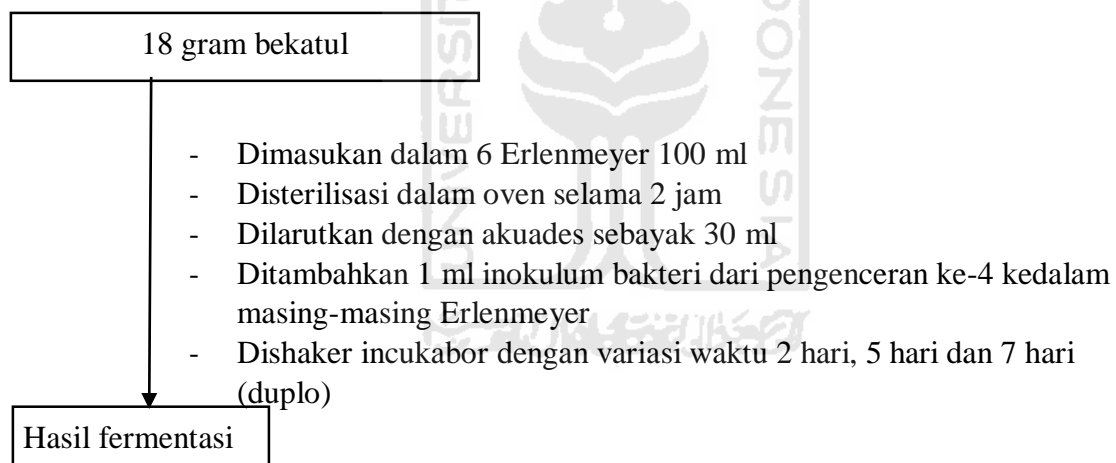 18 gram bekatul
- Dimasukan dalam 6 Erlenmeyer 100 ml
- Disterilisasi dalam oven selama 2 jam
- Dilarutkan dengan akuades sebayak 30 ml
- Ditambahkan 1 ml inokulum bakteri dari pengenceran ke-4 kedalam
masing-masing Erlenmeyer
- Dishaker incukabor dengan variasi waktu 2 hari, 5 hari dan 7 hari
(duplo)
Hasil fermentasi